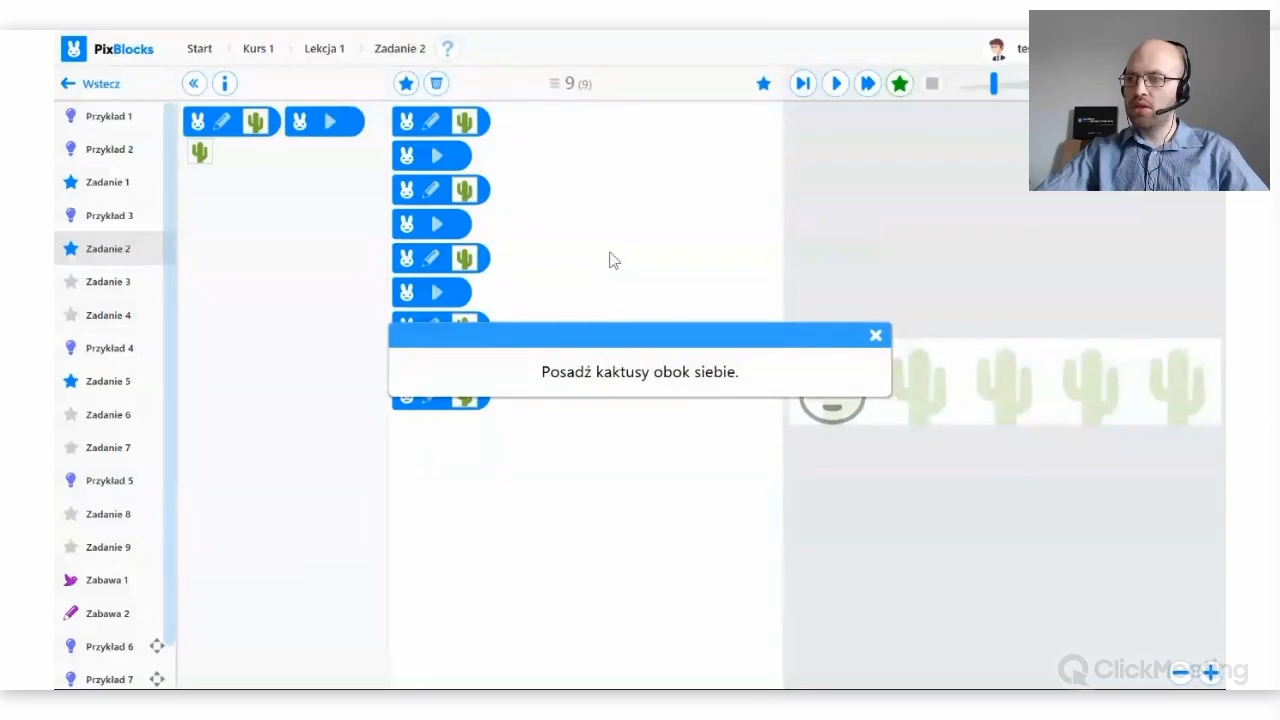 PixBlocks Start Kurs 1 Lekcja 1 Zadanie 2 ?
Wstecz
9 (9)
Przykład 1
Przykład 2
Zadanie 1
Przykład 3
Zadanie 2
Zadanie 3
Zadanie 4
Przykład 4
Zadanie 5
Zadanie 6
Zadanie 7
Przykład 5
Zadanie 8
Zadanie 9
Zabawa 1
Zabawa 2
Przykład 6
Przykład 7
Posadź kaktusy obok siebie.
ClickMeeting